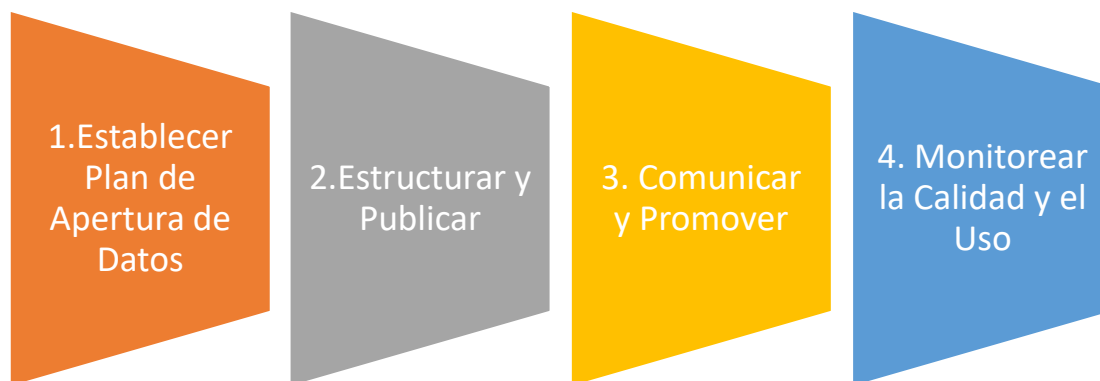 1.Establecer
Plan de
Apertura de
Datos
2.Estructurar y
Publicar
3. Comunicar
y Promover
4. Monitorear
la Calidad y el
Uso